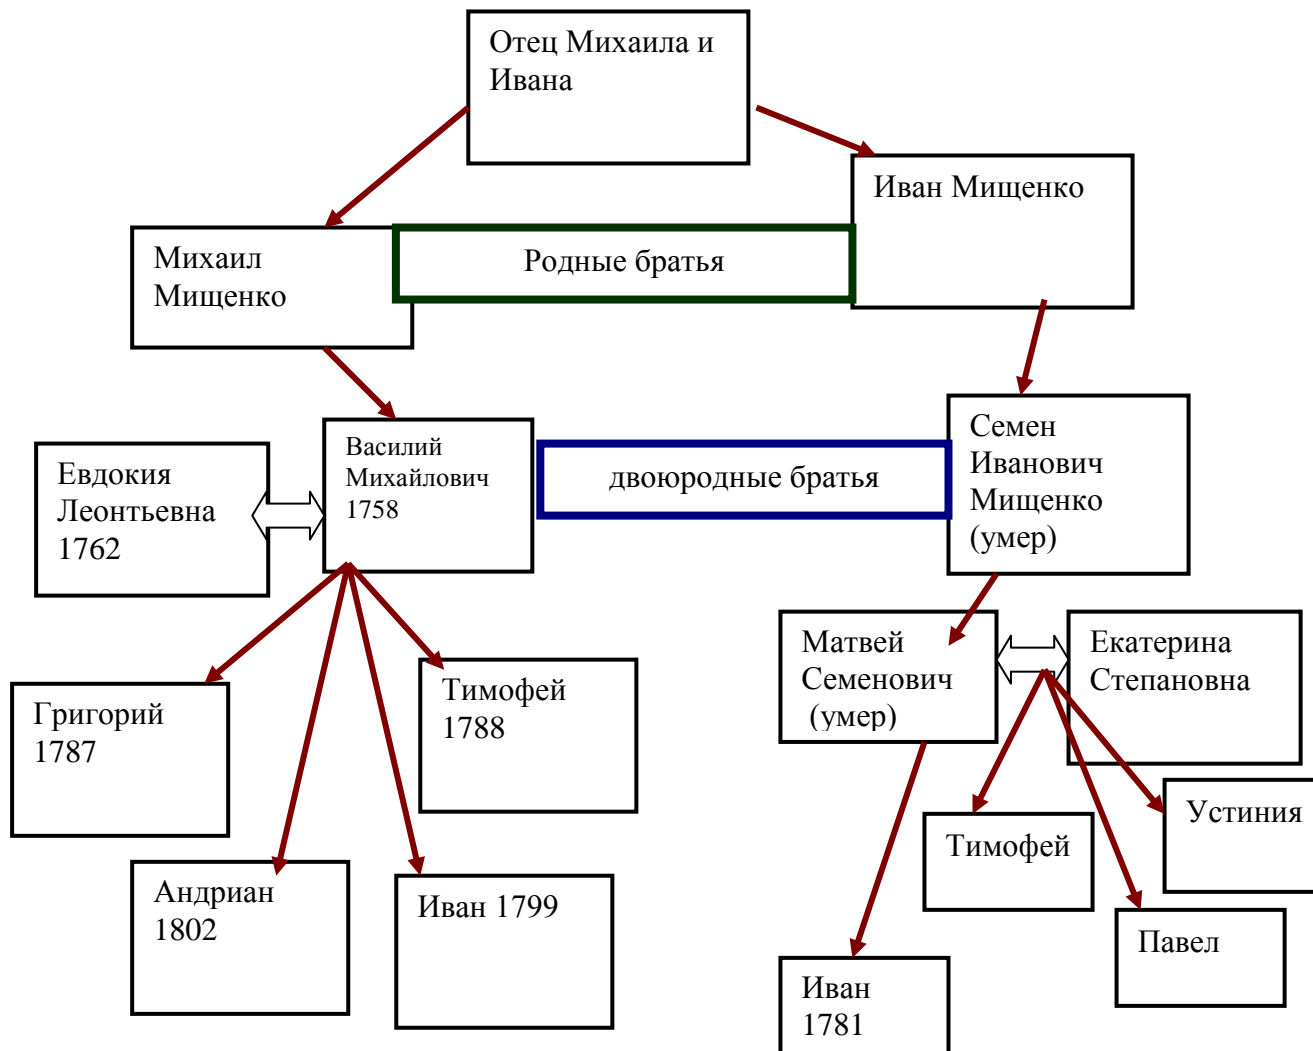 Отец Михаила и
Ивана
Иван Мищенко
Михаил
Мищенко
Родные братья
Евдокия
Леонтьевна
1762
Василий
Михайлович
1758
двоюродные братья
Семен
Иванович
Мищенко
(умер)
Матвей
Семенович
(умер)
Екатерина
Степановна
Григорий
1787
Тимофей
1788
Андриан
1802
Иван 1799
Тимофей
Устиния
Павел
Иван
1781